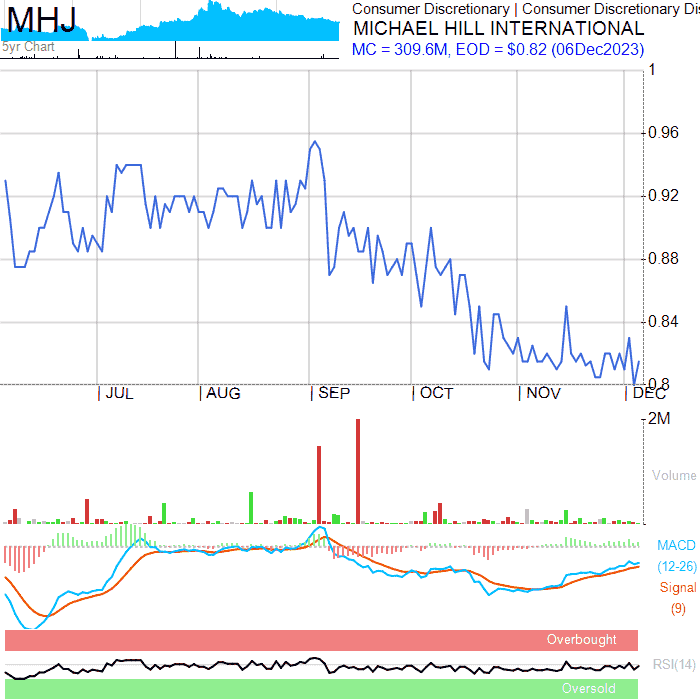 MHJ
5yr Chart
Consumer Discretionary | Consumer Discretionary Dis
MICHAEL HILL INTERNATIONAL
MC = 309.6M, EOD = $0.82 (06Dec2023)
1
0.96
0.92
0.88
0.84
0.8
| JUL | AUG | SEP | OCT | NOV | DEC
2M
Volume
MACD
(12-26)
Signal
(9)
Overbought
RSI(14)
Oversold